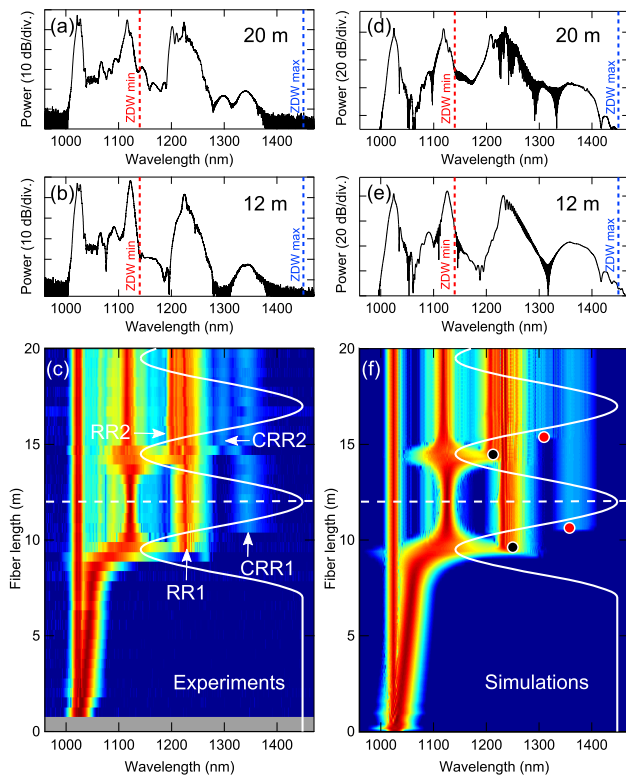 (a)
20 m
Power (10 dB/div.)
ZDW min
ZDW max
1000 1100 1200 1300 1400
Wavelength (nm)
(d)
20 m
Power (20 dB/div.)
ZDW min
ZDW max
1000 1100 1200 1300 1400
Wavelength (nm)
(b)
12 m
Power (10 dB/div.)
ZDW min
ZDW max
1000 1100 1200 1300 1400
Wavelength (nm)
(e)
12 m
Power (20 dB/div.)
ZDW min
ZDW max
1000 1100 1200 1300 1400
Wavelength (nm)
(c)
20
15
10
5
0
Fiber length (m)
RR2
CRR2
CRR1
RR1
Experiments
1000 1100 1200 1300 1400
Wavelength (nm)
(f)
20
15
10
5
0
Fiber length (m)
Simulations
1000 1100 1200 1300 1400
Wavelength (nm)